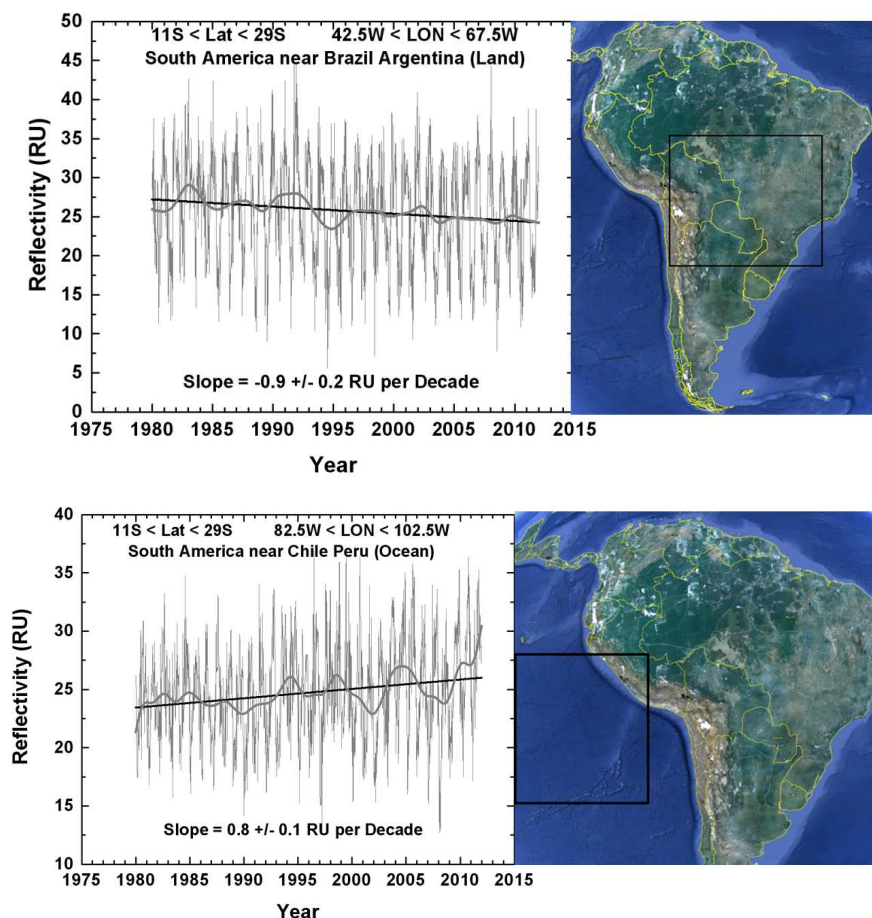 11S < Lat < 29S 42.5W < LON < 67.5W
South America near Brazil Argentina (Land)
Reflectivity (RU)
50
45
40
35
30
25
20
15
10
5
0
Slope = -0.9 +/- 0.2 RU per Decade
1975 1980 1985 1990 1995 2000 2005 2010 2015
Year
11S < Lat < 29S 82.5W < LON < 102.5W
South America near Chile Peru (Ocean)
Reflectivity (RU)
40
35
30
25
20
15
10
Slope = 0.8 +/- 0.1 RU per Decade
1975 1980 1985 1990 1995 2000 2005 2010 2015
Year